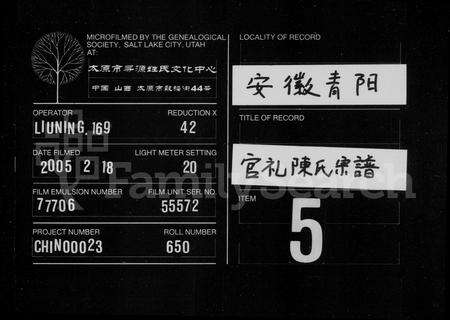 MICROFILMED BY THE GENEALOGICAL
SOCIETY, SALT LAKE CITY, UTAH
AT:
太原市寻源姓氏文化中心
中国 山西 太原市敦福街44号
OPERATOR
REDUCTION X
LIUNING, 169
42
DATE FILMED
LIGHT METER SETTING
2005 2 18
20
FILM EMULSION NUMBER
FILM UNIT SER. NO.
77706
55572
PROJECT NUMBER
ROLL NUMBER
CHIN00023
650
LOCALITY OF RECORD
安徽青阳
TITLE OF RECORD
官礼陳氏宗譜
ITEM
5
FamilySearch